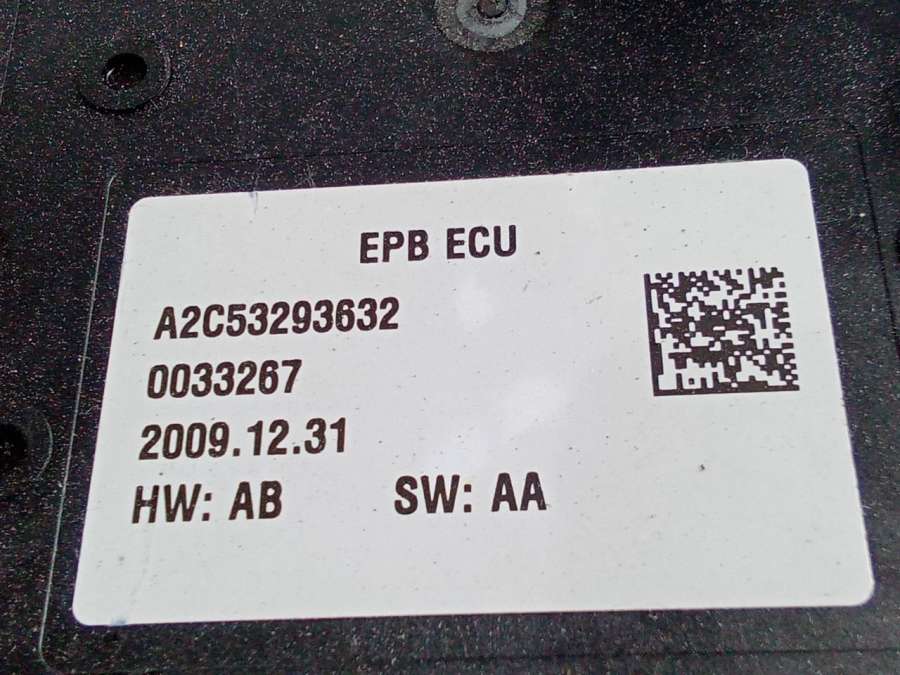 EPB ECU
A2C53293632
0033267
2009.12.31
HW: AB SW: AA